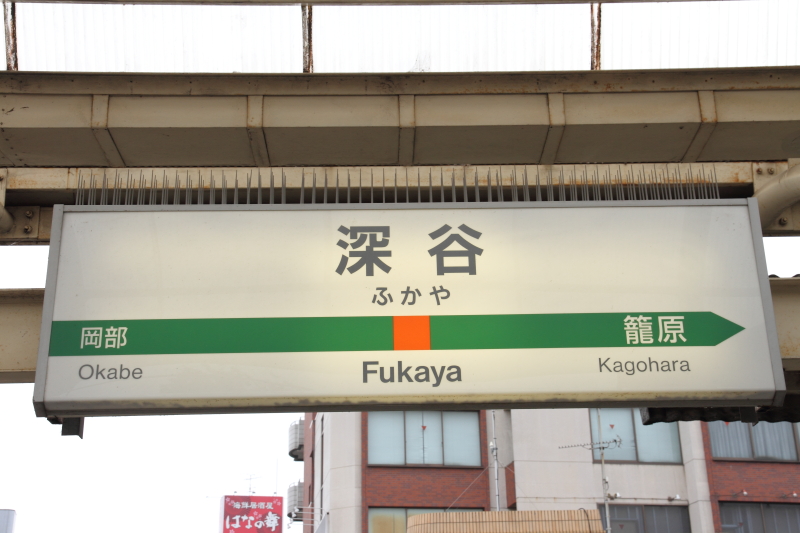 深谷
ふかや
岡部
籠原
Okabe
Fukaya
Kagohara
はなの舞